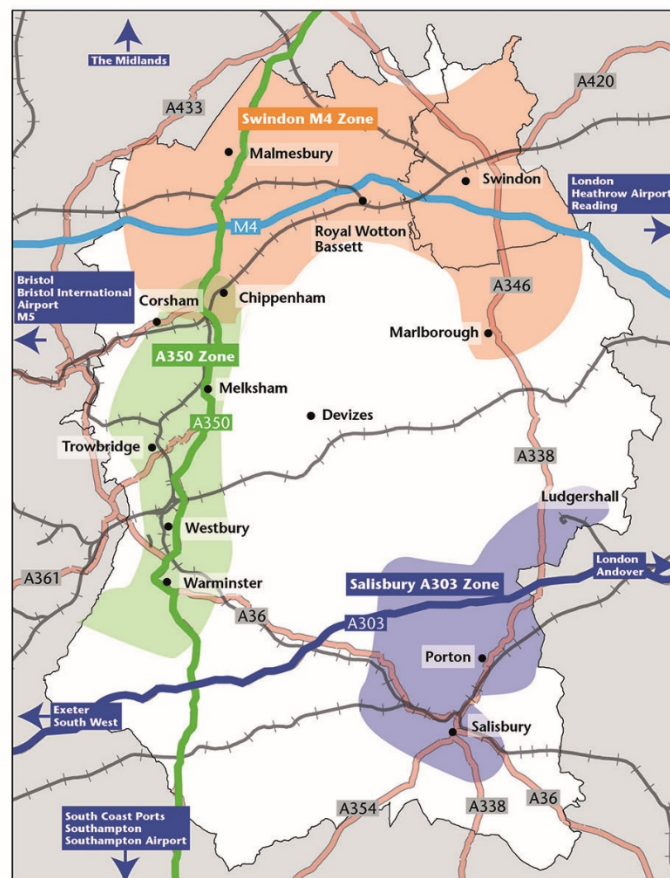 The Midlands
A433
A420
Swindon M4 Zone
Malmesbury
Swindon
London
Heathrow Airport
Reading
M4
Royal Wotton
Bassett
Bristol
Bristol International
Airport
M5
Corsham
Chippenham
A346
Marlborough
A350 Zone
Melksham
A350
Devizes
Trowbridge
A338
Ludgershall
Westbury
London
Andover
A361
Warminster
Salisbury A303 Zone
A36
A303
Porton
Exeter
South West
Salisbury
South Coast Ports
Southampton
Southampton Airport
A354
A338
A36